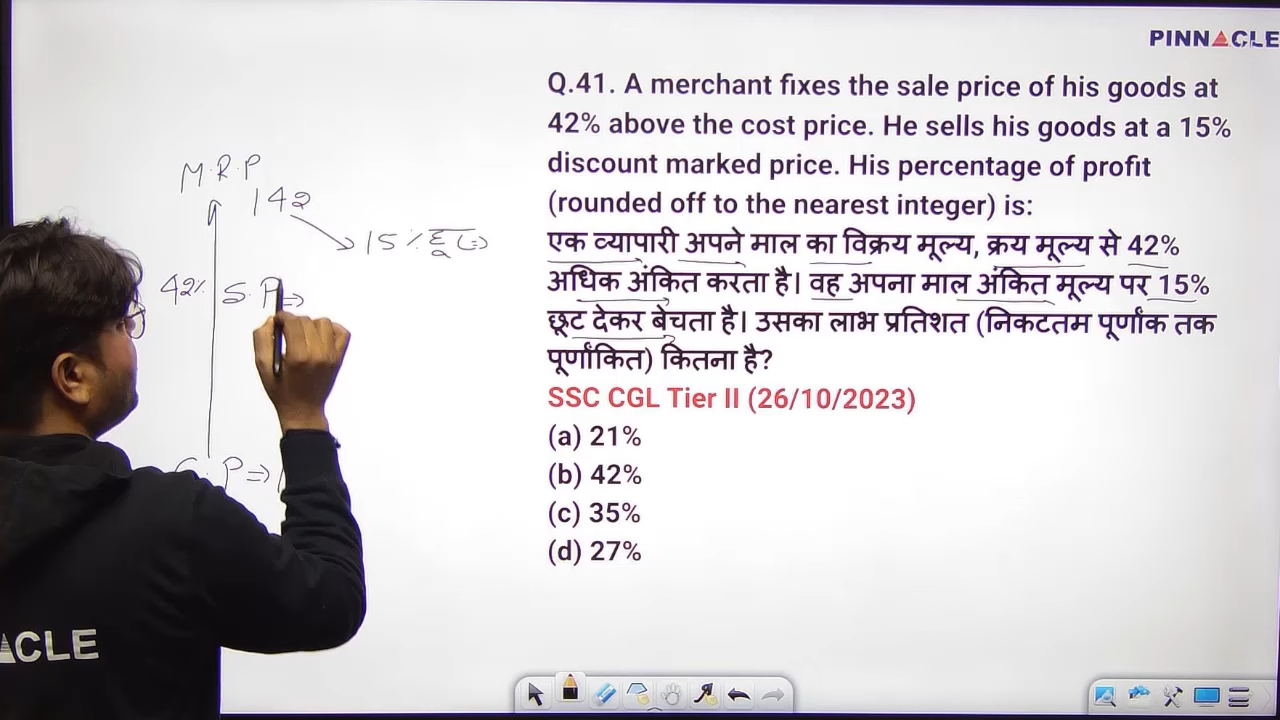 PINNACLE
Q.41. A merchant fixes the sale price of his goods at
42% above the cost price. He sells his goods at a 15%
discount marked price. His percentage of profit
(rounded off to the nearest integer) is:
एक व्यापारी अपने माल का विक्रय मूल्य, क्रय मूल्य से 42%
अधिक अंकित करता है। वह अपना माल अंकित मूल्य पर 15%
छूट देकर बेचता है। उसका लाभ प्रतिशत (निकटतम पूर्णांक तक
पूर्णांकित) कितना है?
SSC CGL Tier II (26/10/2023)
(a) 21%
(b) 42%
(c) 35%
(d) 27%
M.R.P
142
15%
42% S.P ⇒
C.P ⇒
ACLE